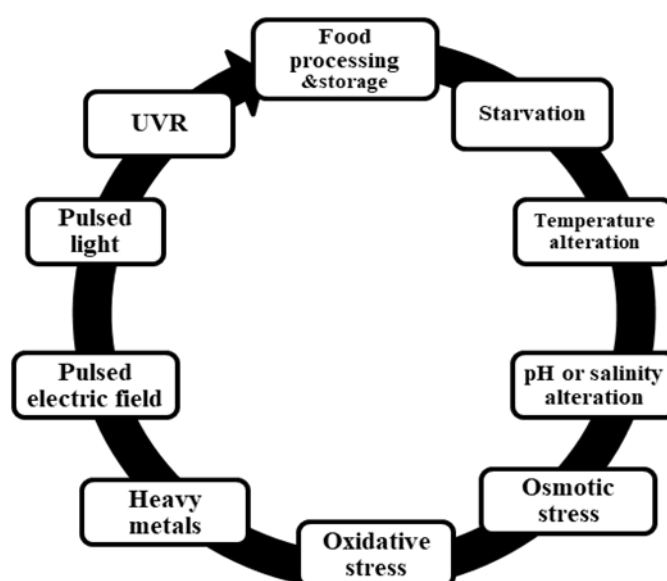 Food
processing
&storage
Starvation
Temperature
alteration
pH or salinity
alteration
Osmotic
stress
Oxidative
stress
Heavy
metals
Pulsed
electric field
Pulsed
light
UVR